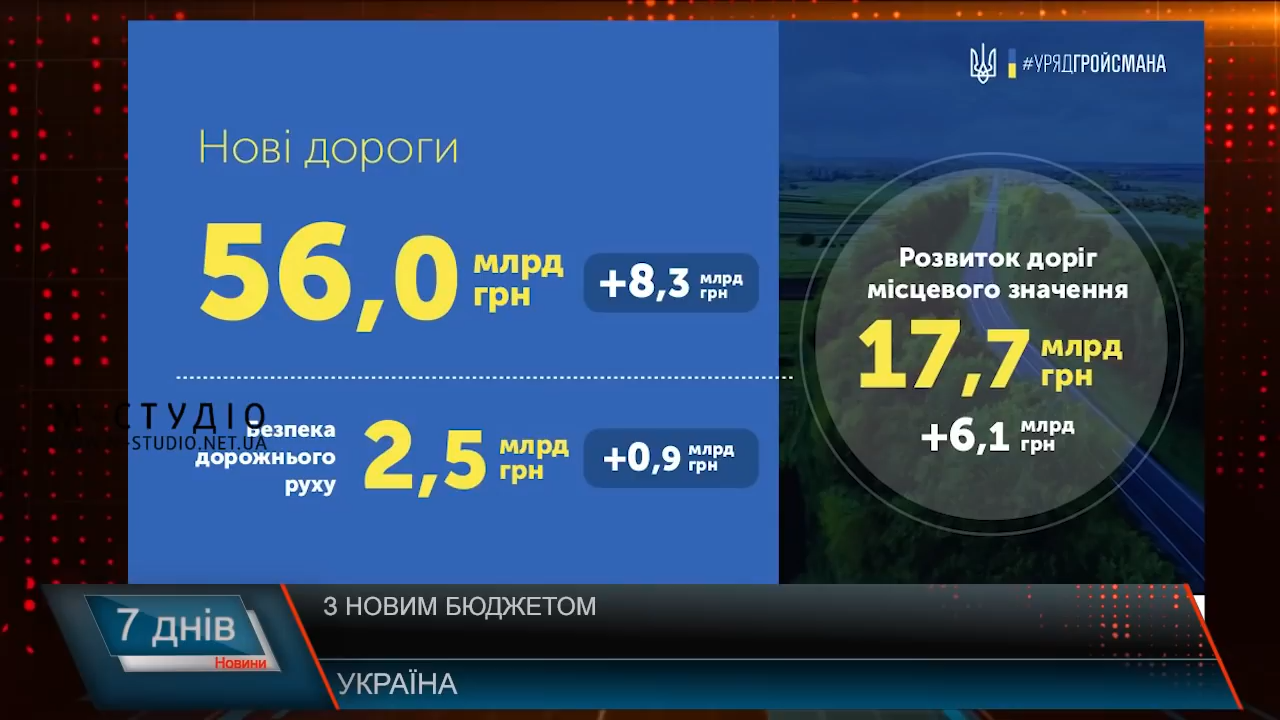 #УРЯДГРОЙСМАНА
Нові дороги
56,0 млрд грн
+8,3 млрд грн
Безпека
дорожнього
руху
2,5 млрд грн
+0,9 млрд грн
Розвиток доріг
місцевого значення
17,7 млрд грн
+6,1 млрд грн
М-СТУДІО
WWW.M-STUDIO.NET.UA
7 днів
Новини
З НОВИМ БЮДЖЕТОМ
УКРАЇНА